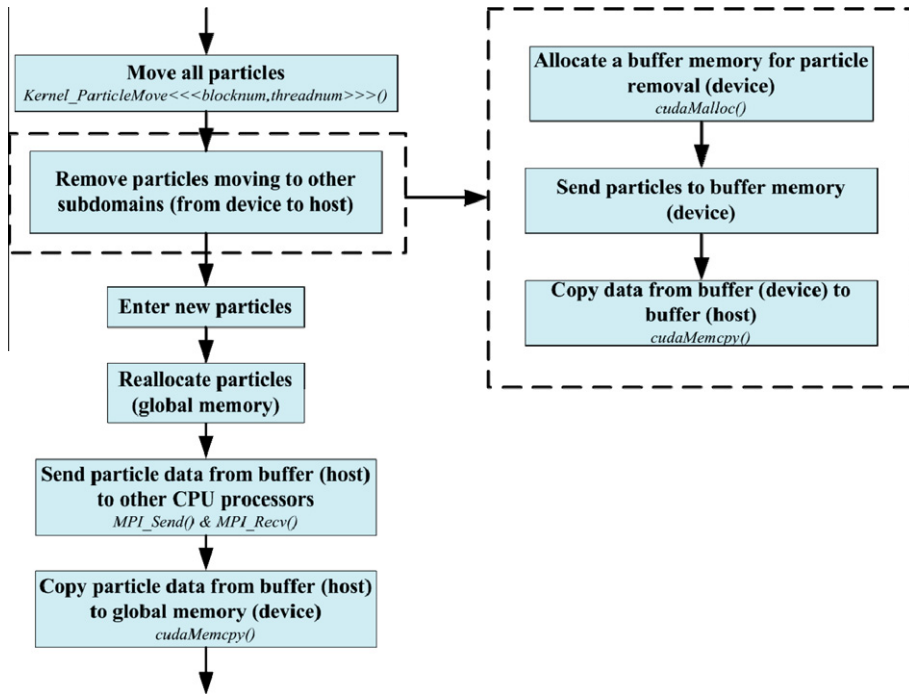 Move all particles
Kernel_ParticleMove<<<blocknum,threadnum>>>()
Remove particles moving to other
subdomains (from device to host)
Enter new particles
Reallocate particles
(global memory)
Send particle data from buffer (host)
to other CPU processors
MPI_Send() & MPI_Recv()
Copy particle data from buffer (host)
to global memory (device)
cudaMemcpy()
Allocate a buffer memory for particle
removal (device)
cudaMalloc()
Send particles to buffer memory
(device)
Copy data from buffer (device) to
buffer (host)
cudaMemcpy()